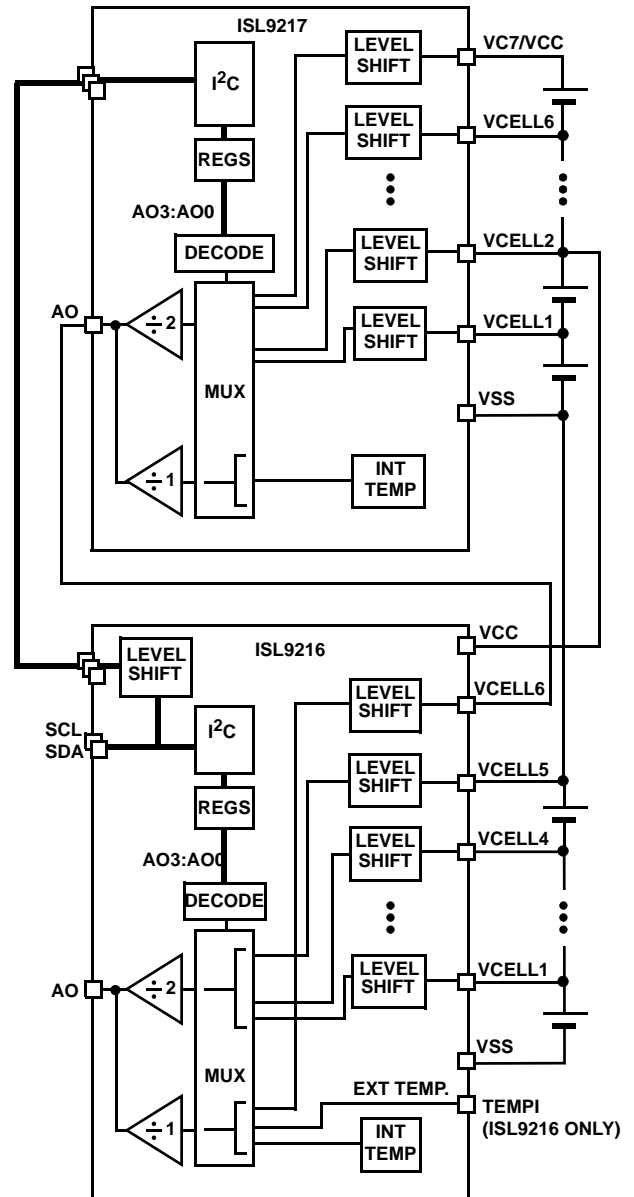 ISL9217
I2C
REGS
AO3:AO0
DECODE
AO
÷ 2
÷ 1
MUX
LEVEL
SHIFT
VC7/VCC
LEVEL
SHIFT
VCELL6
LEVEL
SHIFT
VCELL2
LEVEL
SHIFT
VCELL1
VSS
INT
TEMP
ISL9216
LEVEL
SHIFT
SCL
SDA
I2C
REGS
AO3:AO0
DECODE
AO
÷ 2
MUX
÷ 1
VCC
LEVEL
SHIFT
VCELL6
LEVEL
SHIFT
VCELL5
LEVEL
SHIFT
VCELL4
LEVEL
SHIFT
VCELL1
VSS
EXT TEMP.
TEMPI
(ISL9216 ONLY)
INT
TEMP